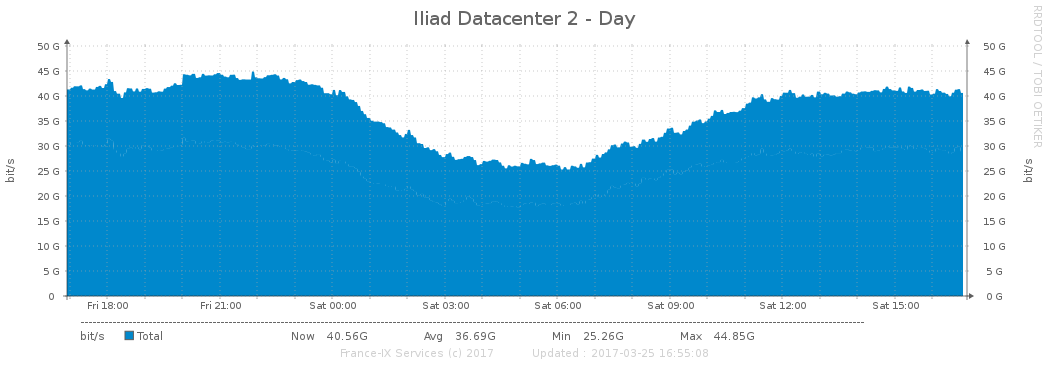 Iliad Datacenter 2 - Day
RRDTOOL / TOBI OETIKER
50 G 50 G
45 G 45 G
40 G 40 G
35 G 35 G
30 G 30 G
25 G 25 G
20 G 20 G
15 G 15 G
10 G 10 G
5 G 5 G
0 0 G
bit/s bit/s
Fri 18:00 Fri 21:00 Sat 00:00 Sat 03:00 Sat 06:00 Sat 09:00 Sat 12:00 Sat 15:00
bit/s Total Now 40.56G Avg 36.69G Min 25.26G Max 44.85G
France-IX Services (c) 2017 Updated : 2017-03-25 16:55:08